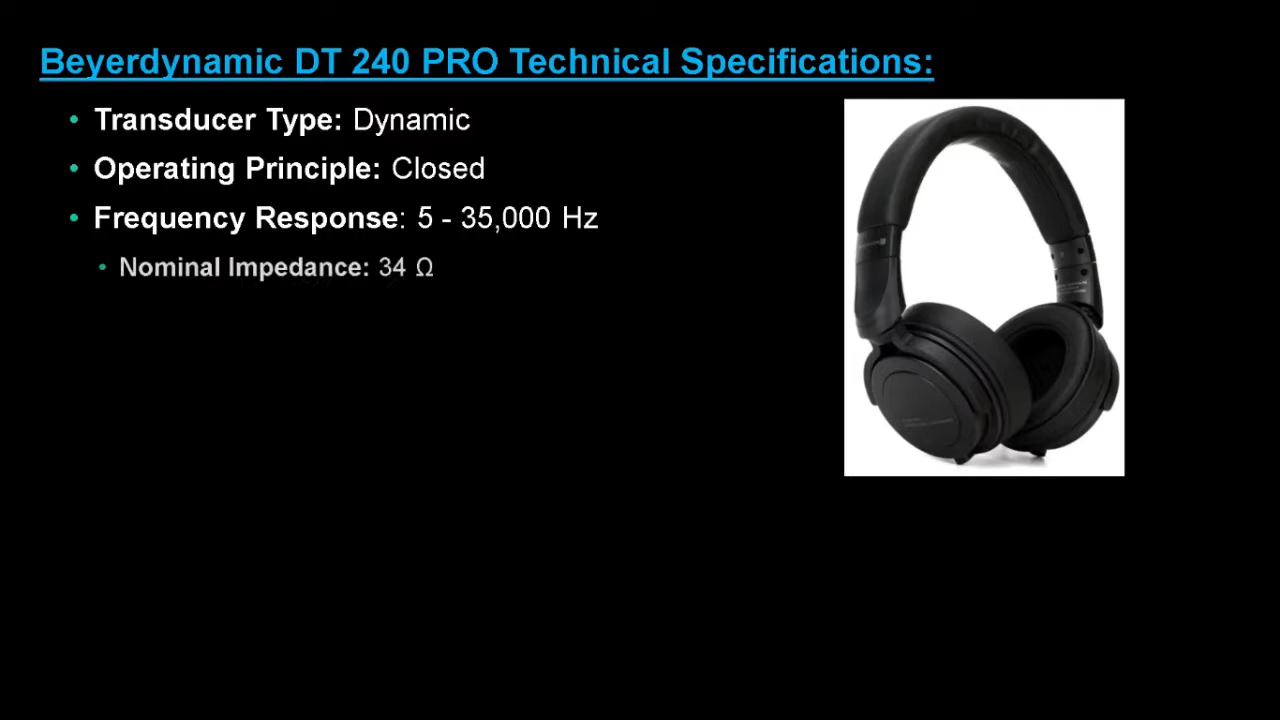 Beyerdynamic DT 240 PRO Technical Specifications:
• Transducer Type: Dynamic
• Operating Principle: Closed
• Frequency Response: 5 - 35,000 Hz
• Nominal Impedance: 34 Ω